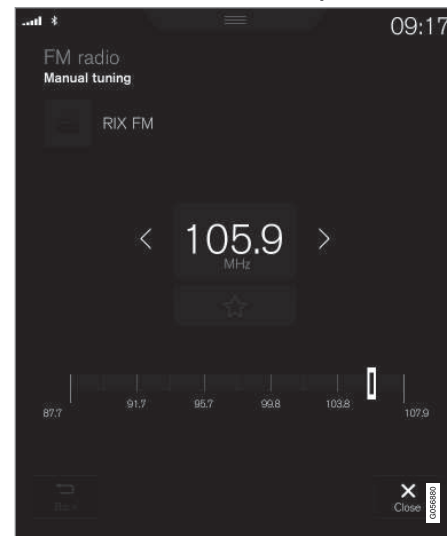 09:17
FM radio
Manual tuning
RIX FM
105.9
MHz
87.7 91.7 95.7 99.8 103.8 107.9
Back
Close
G056880